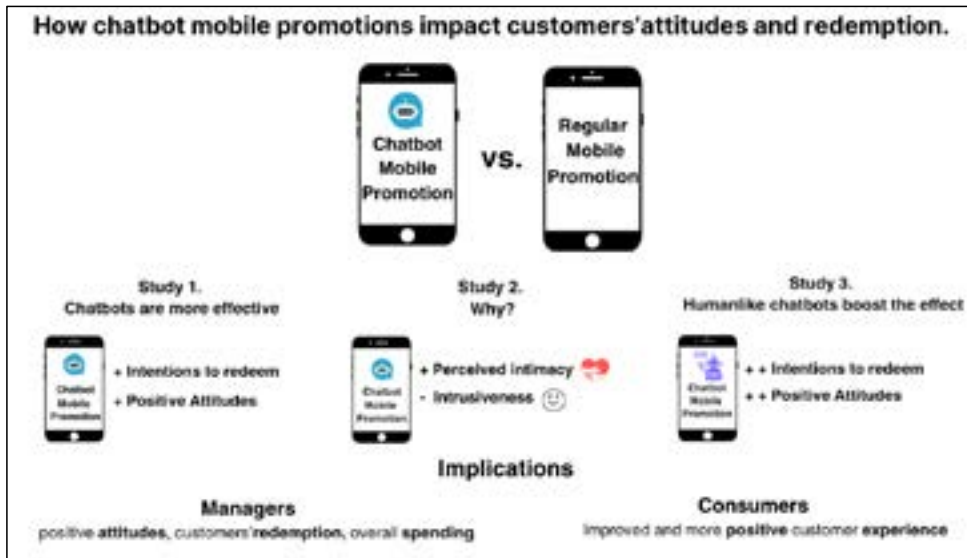 How chatbot mobile promotions impact customers'attitudes and redemption.
Chatbot
Mobile
Promotion
vs.
Regular
Mobile
Promotion
Study 1.
Chatbots are more effective
Chatbot
Mobile
Promotion
+ Intentions to redeem
+ Positive Attitudes
Study 2.
Why?
Chatbot
Mobile
Promotion
+ Perceived intimacy
- Intrusiveness
Study 3.
Humanlike chatbots boost the effect
Chatbot
Mobile
Promotion
+ + Intentions to redeem
+ + Positive Attitudes
Implications
Managers
positive attitudes, customers'redemption, overall spending
Consumers
Improved and more positive customer experience